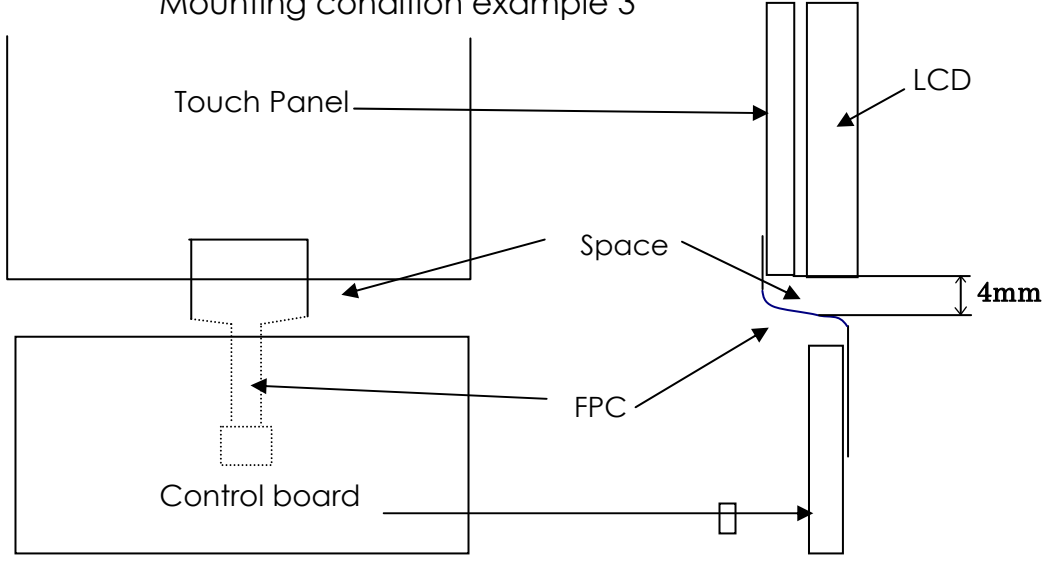 Mounting condition example 3
LCD
Touch Panel
Space
4mm
FPC
Control board